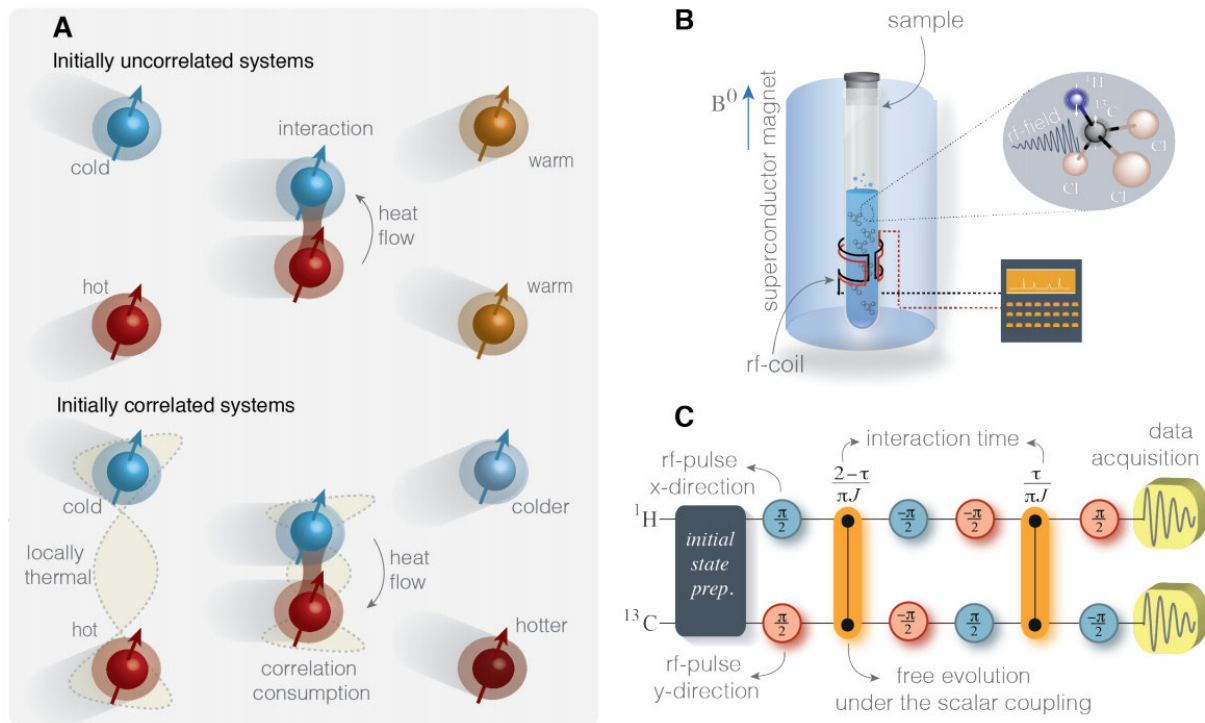 A
Initially uncorrelated systems
cold
interaction
warm
heat
flow
hot
warm
Initially correlated systems
cold
colder
locally
thermal
heat
flow
hot
hotter
correlation
consumption
B
sample
B⁰
superconductor magnet
rf-coil
rf-field
¹H
¹³C
Cl
Cl
Cl
C
interaction time
data
acquisition
rf-pulse
x-direction
2-τ
πJ
τ
πJ
¹H
initial
state
prep.
π/2
-π/2
-π/2
π/2
¹³C
π/2
-π/2
π/2
-π/2
rf-pulse
y-direction
free evolution
under the scalar coupling